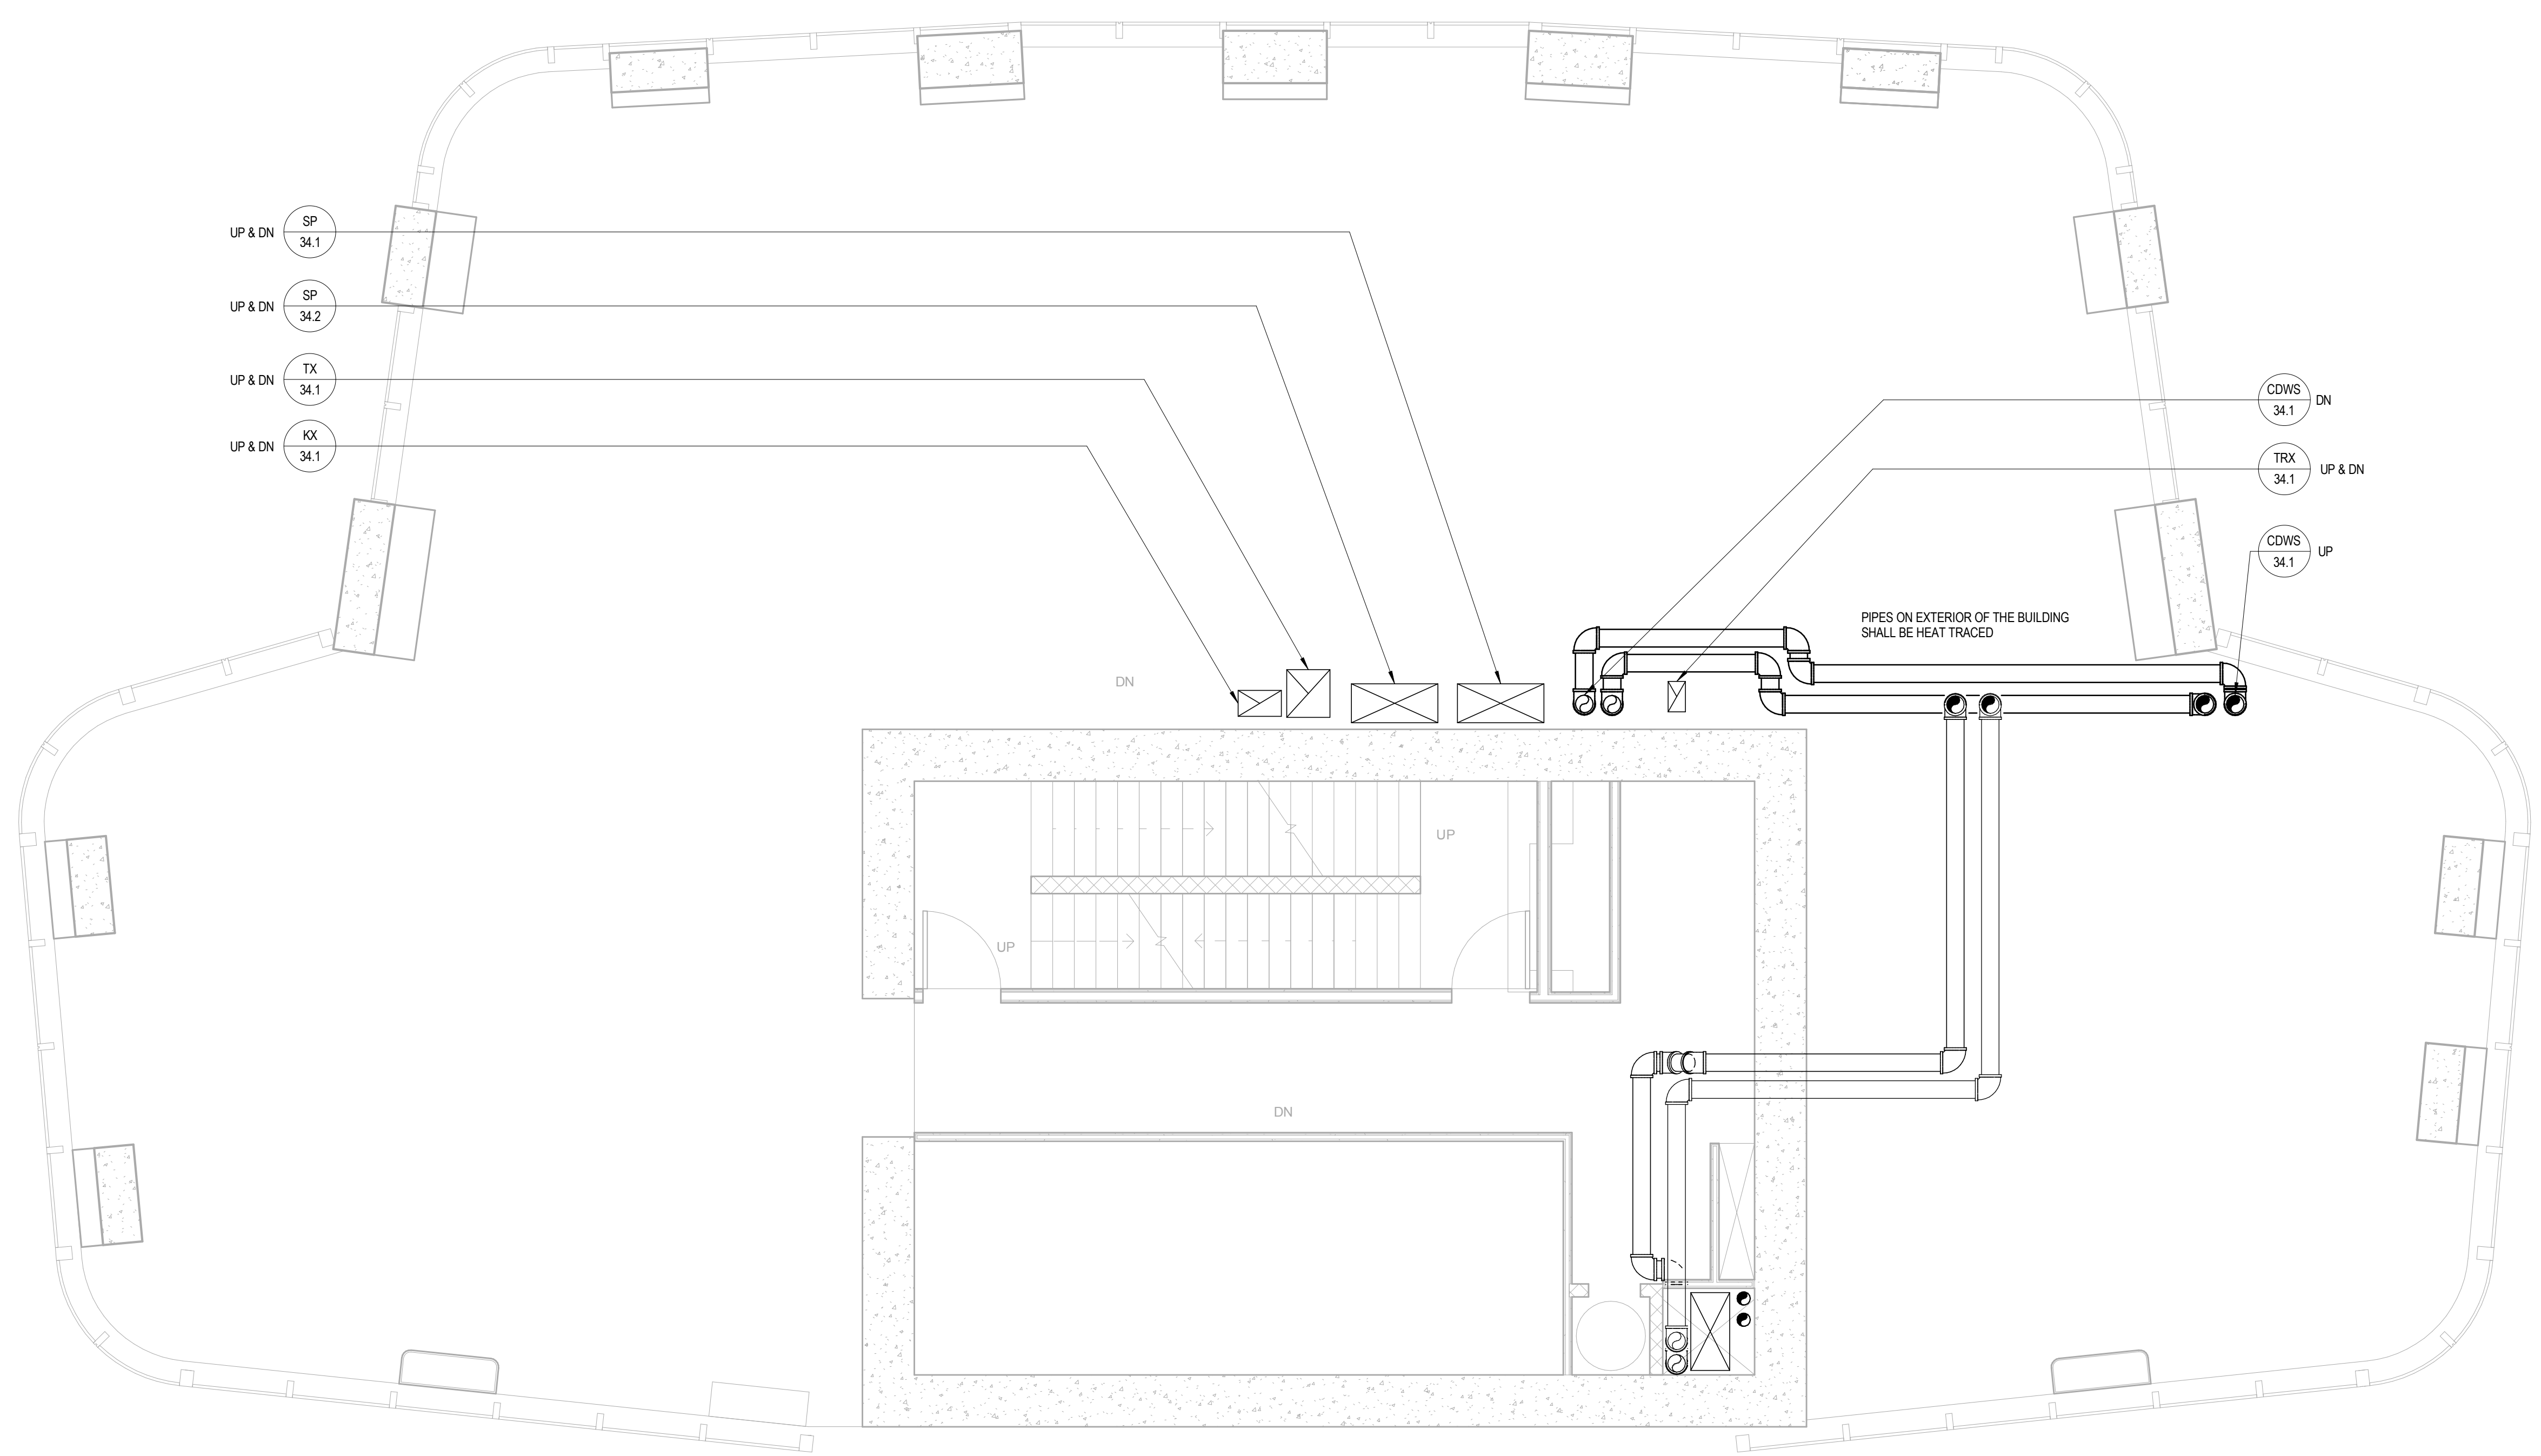 UP & DN
SP
34.1
UP & DN
SP
34.2
UP & DN
TX
34.1
UP & DN
KX
34.1
CDWS
34.1
DN
TRX
34.1
UP & DN
CDWS
34.1
UP
PIPES ON EXTERIOR OF THE BUILDING
SHALL BE HEAT TRACED
DN
UP
UP
DN